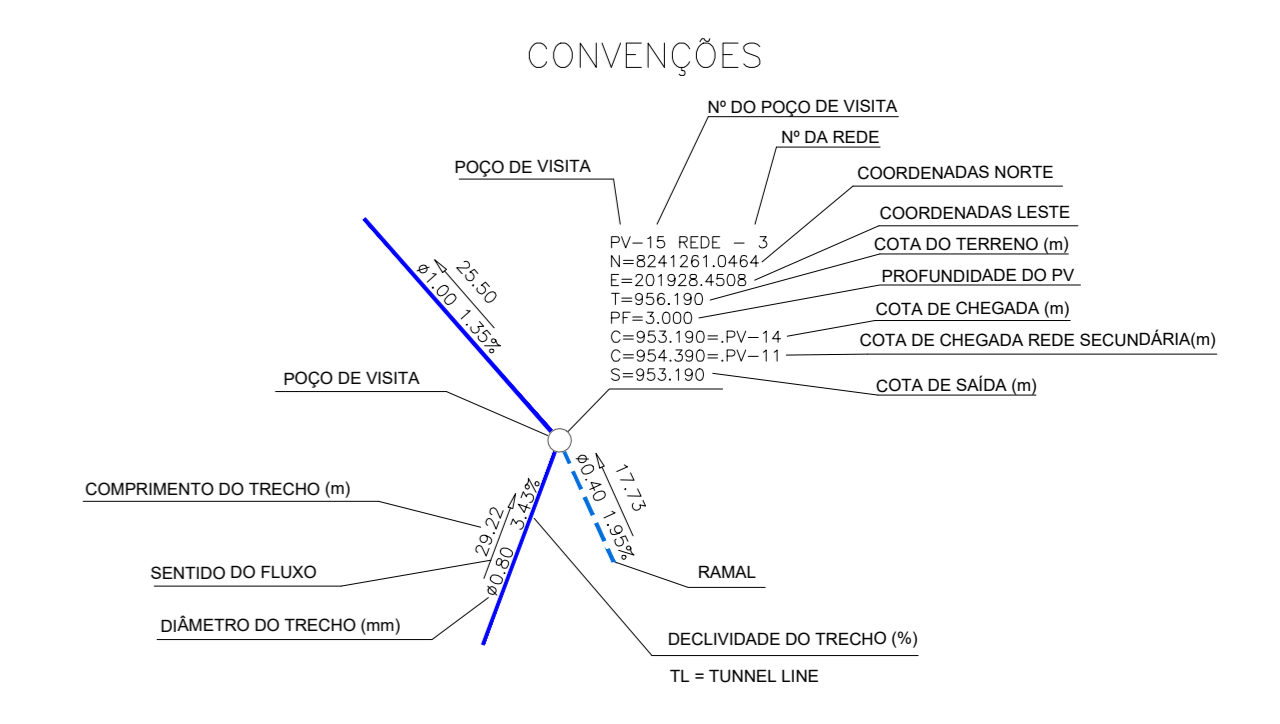 CONVENÇÕES
Nº DO POÇO DE VISITA
Nº DA REDE
POÇO DE VISITA
COORDENADAS NORTE
COORDENADAS LESTE
COTA DO TERRENO (m)
PROFUNDIDADE DO PV
COTA DE CHEGADA (m)
COTA DE CHEGADA REDE SECUNDÁRIA(m)
COTA DE SAÍDA (m)
PV-15 REDE - 3
N=8241261.0464
E=201928.4508
T=956.190
PF=3.000
C=953.190=.PV-14
C=954.390=.PV-11
S=953.190
25.50
ø1.00 1.35%
POÇO DE VISITA
COMPRIMENTO DO TRECHO (m)
29.22
ø0.80 3.43%
17.73
ø0.40 1.95%
SENTIDO DO FLUXO
RAMAL
DIÂMETRO DO TRECHO (mm)
DECLIVIDADE DO TRECHO (%)
TL = TUNNEL LINE